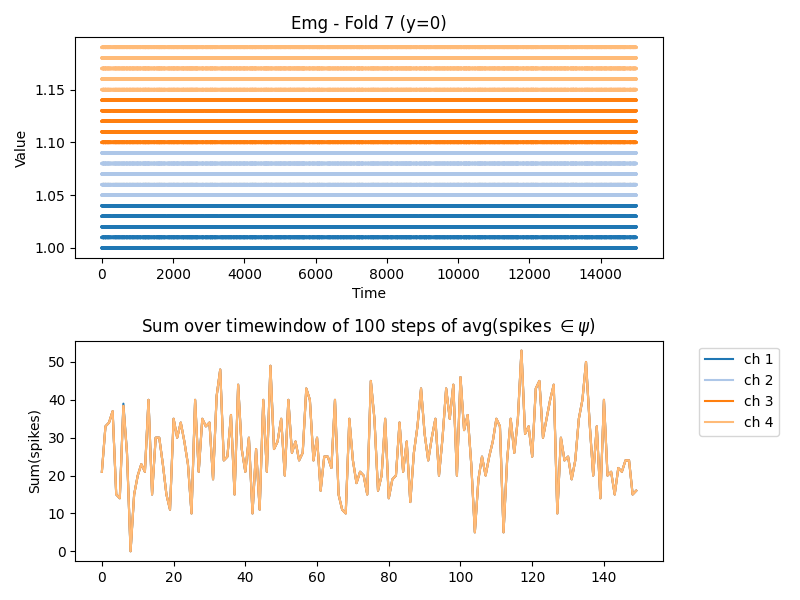 Emg - Fold 7 (y=0)
Value
1.15
1.10
1.05
1.00
0 2000 4000 6000 8000 10000 12000 14000
Time
Sum over timewindow of 100 steps of avg(spikes ∈ψ)
Sum(spikes)
50
40
30
20
10
0
0 20 40 60 80 100 120 140
ch 1
ch 2
ch 3
ch 4